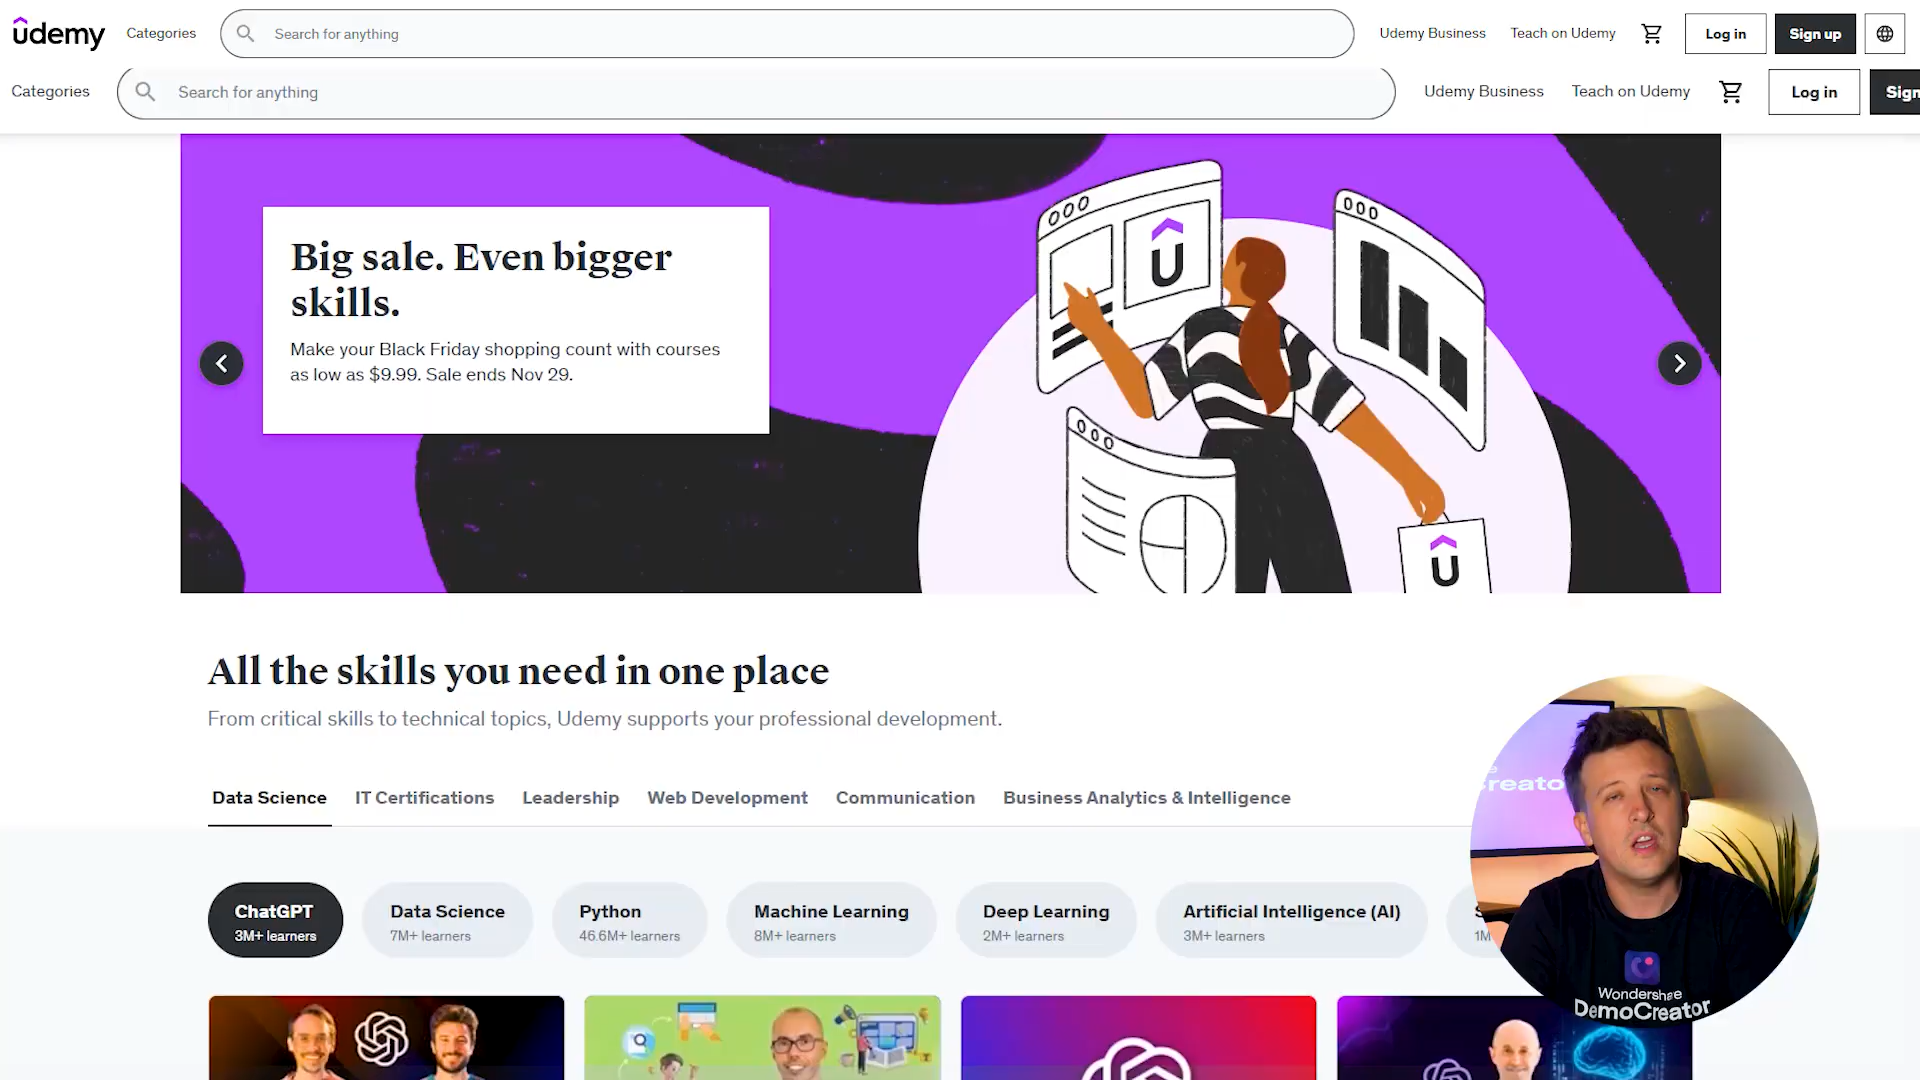 udemy
Categories
Search for anything
Udemy Business
Teach on Udemy
Log in
Sign up
Categories
Search for anything
Udemy Business
Teach on Udemy
Log in
Big sale. Even bigger
skills.
Make your Black Friday shopping count with courses
as low as $9.99. Sale ends Nov 29.
All the skills you need in one place
From critical skills to technical topics, Udemy supports your professional development.
Data Science
IT Certifications
Leadership
Web Development
Communication
Business Analytics & Intelligence
ChatGPT
3M+ learners
Data Science
7M+ learners
Python
46.6M+ learners
Machine Learning
8M+ learners
Deep Learning
2M+ learners
Artificial Intelligence (AI)
3M+ learners
Wondershare
DemoCreator